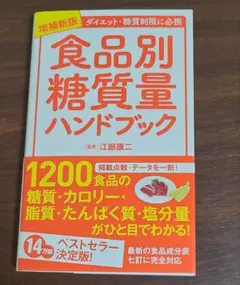 増補新版
ダイエット・糖質制限に必携
食品別
糖質量
ハンドブック
[監修] 江部康二
1200食品の
掲載点数・データを一新!
糖質・カロリー・
脂質・たんぱく質・塩分量
がひと目でわかる!
14万部
ベストセラー
決定版!
最新の食品成分表
七訂に完全対応